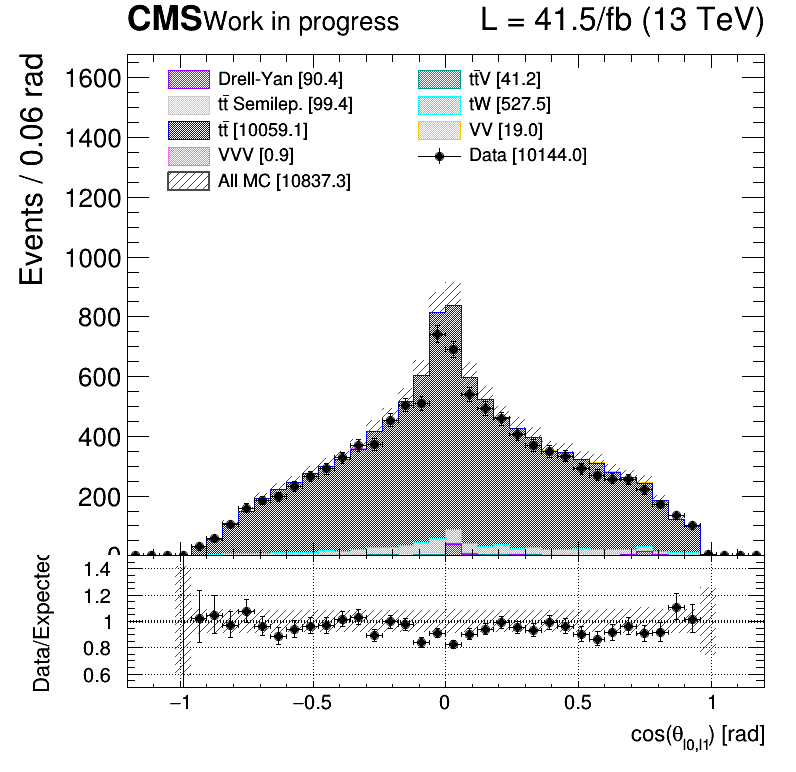 CMS Work in progress L = 41.5/fb (13 TeV)
Events / 0.06 rad
1600
1400
1200
1000
800
600
400
200
0
Drell-Yan [90.4]
tt̄ Semilep. [99.4]
tt̄ [10059.1]
VVV [0.9]
All MC [10837.3]
tt̄V [41.2]
tW [527.5]
VV [19.0]
Data [10144.0]
Data/Expected
1.4
1.2
1
0.8
0.6
−1 −0.5 0 0.5 1
cos(θ_l0,l1) [rad]